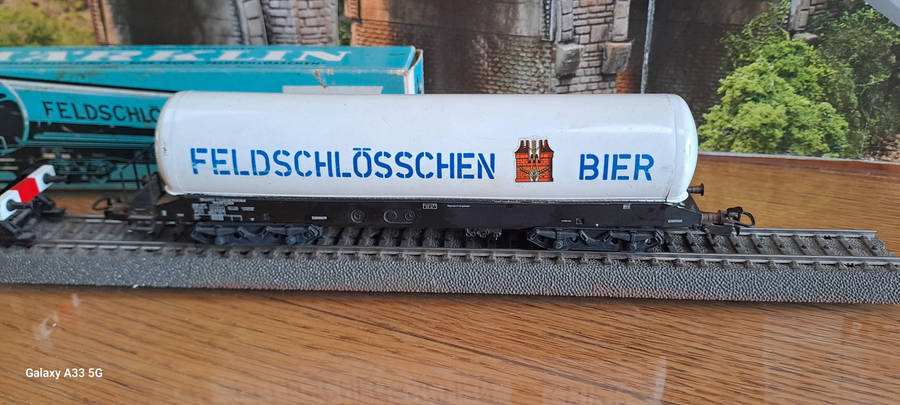 MÄRKLIN
FELDSCHLÖ
FELDSCHLÖSSCHEN BIER
Galaxy A33 5G